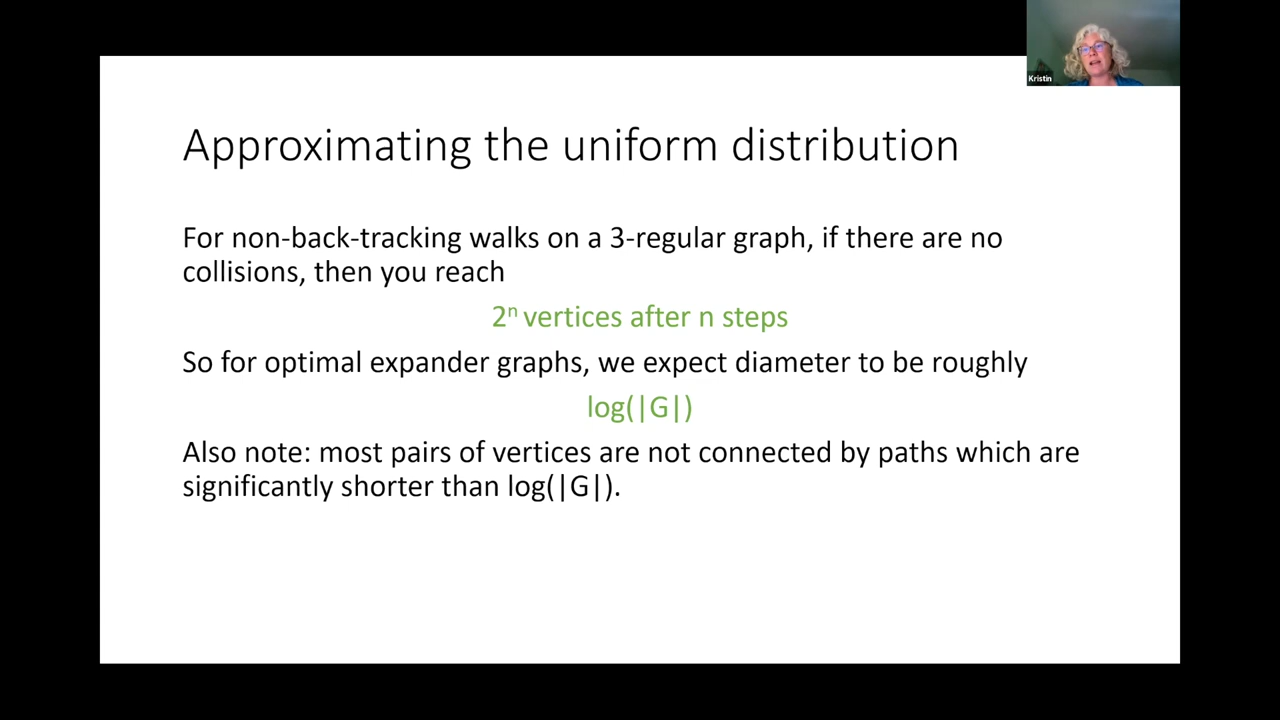 Kristin
Approximating the uniform distribution
For non-back-tracking walks on a 3-regular graph, if there are no
collisions, then you reach
2ⁿ vertices after n steps
So for optimal expander graphs, we expect diameter to be roughly
log(|G|)
Also note: most pairs of vertices are not connected by paths which are
significantly shorter than log(|G|).